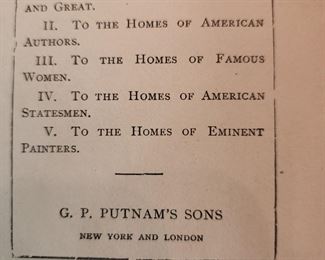 AND GREAT.
II. TO THE HOMES OF AMERICAN
AUTHORS.
III. TO THE HOMES OF FAMOUS
WOMEN.
IV. TO THE HOMES OF AMERICAN
STATESMEN.
V. TO THE HOMES OF EMINENT
PAINTERS.
G. P. PUTNAM'S SONS
NEW YORK AND LONDON